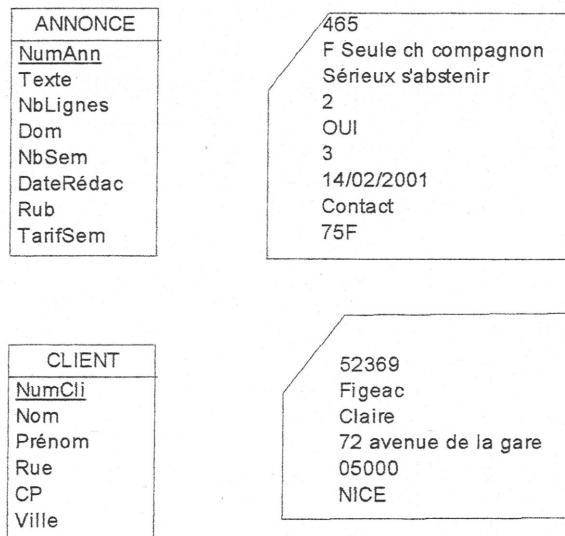 ANNONCE
NumAnn
Texte
NbLignes
Dom
NbSem
DateRédac
Rub
TarifSem
465
F Seule ch compagnon
Sérieux s'abstenir
2
OUI
3
14/02/2001
Contact
75F
CLIENT
NumCli
Nom
Prénom
Rue
CP
Ville
52369
Figeac
Claire
72 avenue de la gare
05000
NICE